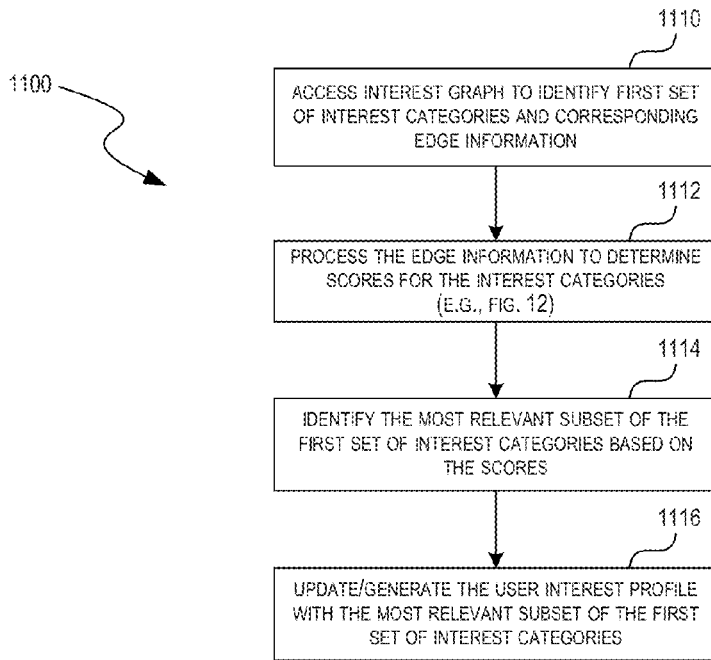 1100
1110
ACCESS INTEREST GRAPH TO IDENTIFY FIRST SET
OF INTEREST CATEGORIES AND CORRESPONDING
EDGE INFORMATION
1112
PROCESS THE EDGE INFORMATION TO DETERMINE
SCORES FOR THE INTEREST CATEGORIES
(E.G., FIG. 12)
1114
IDENTIFY THE MOST RELEVANT SUBSET OF THE
FIRST SET OF INTEREST CATEGORIES BASED ON
THE SCORES
1116
UPDATE/GENERATE THE USER INTEREST PROFILE
WITH THE MOST RELEVANT SUBSET OF THE FIRST
SET OF INTEREST CATEGORIES